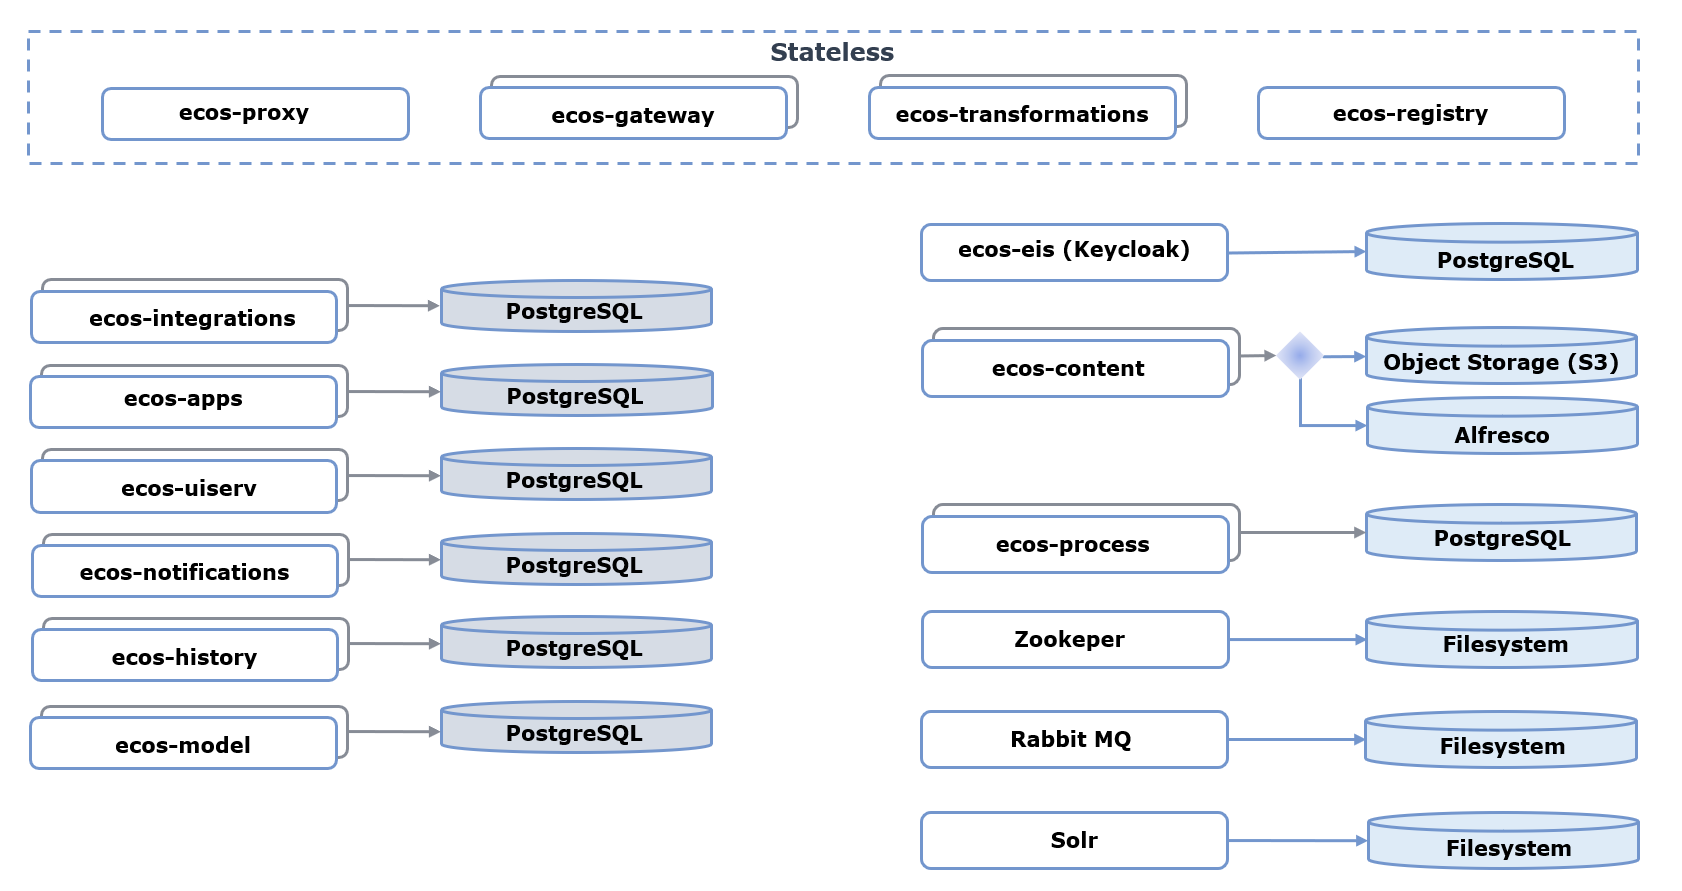 Stateless
ecos-proxy
ecos-gateway
ecos-transformations
ecos-registry
ecos-integrations
PostgreSQL
ecos-apps
PostgreSQL
ecos-uiserv
PostgreSQL
ecos-notifications
PostgreSQL
ecos-history
PostgreSQL
ecos-model
PostgreSQL
ecos-eis (Keycloak)
PostgreSQL
ecos-content
Object Storage (S3)
Alfresco
ecos-process
PostgreSQL
Zookeper
Filesystem
Rabbit MQ
Filesystem
Solr
Filesystem